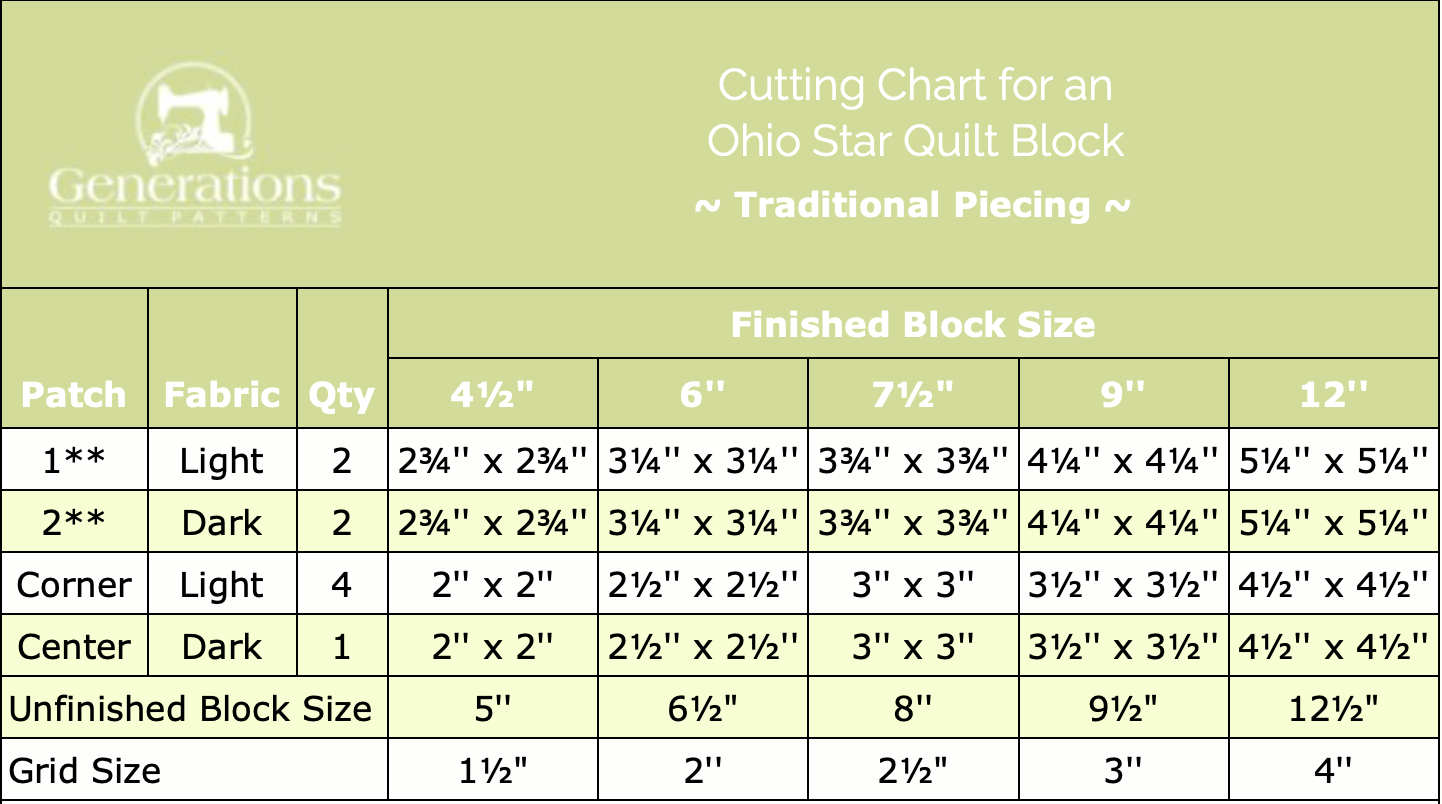 Generations
QUILT PATTERNS
Cutting Chart for an
Ohio Star Quilt Block
~ Traditional Piecing ~
Finished Block Size
Patch Fabric Qty 4½" 6'' 7½" 9'' 12''
1** Light 2 2¾'' x 2¾'' 3¼'' x 3¼'' 3¾'' x 3¾'' 4¼'' x 4¼'' 5¼'' x 5¼''
2** Dark 2 2¾'' x 2¾'' 3¼'' x 3¼'' 3¾'' x 3¾'' 4¼'' x 4¼'' 5¼'' x 5¼''
Corner Light 4 2'' x 2'' 2½'' x 2½'' 3'' x 3'' 3½'' x 3½'' 4½'' x 4½''
Center Dark 1 2'' x 2'' 2½'' x 2½'' 3'' x 3'' 3½'' x 3½'' 4½'' x 4½''
Unfinished Block Size 5'' 6½" 8'' 9½" 12½"
Grid Size 1½" 2'' 2½" 3'' 4''